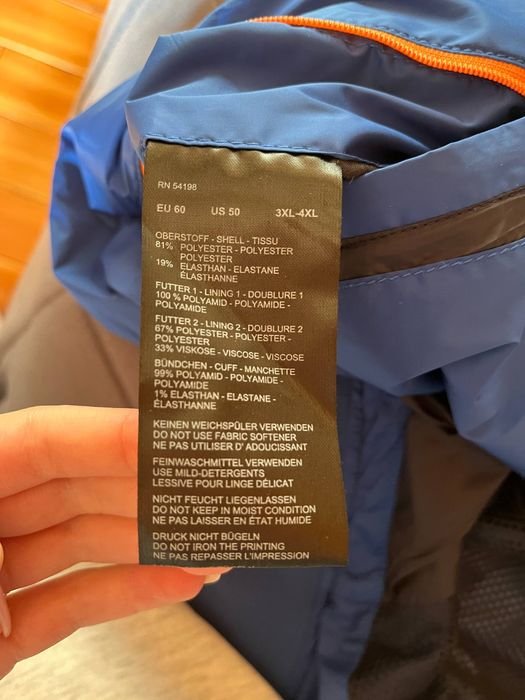 RN 54198
EU 60 US 50 3XL-4XL
OBERSTOFF - SHELL - TISSU
81% POLYESTER - POLYESTER
POLYESTER
19% ELASTHAN - ELASTANE
ÉLASTHANNE
FUTTER 1 - LINING 1 - DOUBLURE 1
100 % POLYAMID - POLYAMIDE -
POLYAMIDE
FUTTER 2 - LINING 2 - DOUBLURE 2
67% POLYESTER - POLYESTER -
POLYESTER
33% VISKOSE - VISCOSE - VISCOSE
BÜNDCHEN - CUFF - MANCHETTE
99% POLYAMID - POLYAMIDE -
POLYAMIDE
1% ELASTAN - ELASTANE -
ÉLASTHANNE
KEINEN WEICHSPÜLER VERWENDEN
DO NOT USE FABRIC SOFTENER
NE PAS UTILISER D' ADOUCISSANT
FEINWASCHMITTEL VERWENDEN
USE MILD-DETERGENTS
LESSIVE POUR LINGE DÉLICAT
NICHT FEUCHT LIEGENLASSEN
DO NOT KEEP IN MOIST CONDITION
NE PAS LAISSER EN ÉTAT HUMIDE
DRUCK NICHT BÜGELN
DO NOT IRON THE PRINTING
NE PAS REPASSER L'IMPRESSION